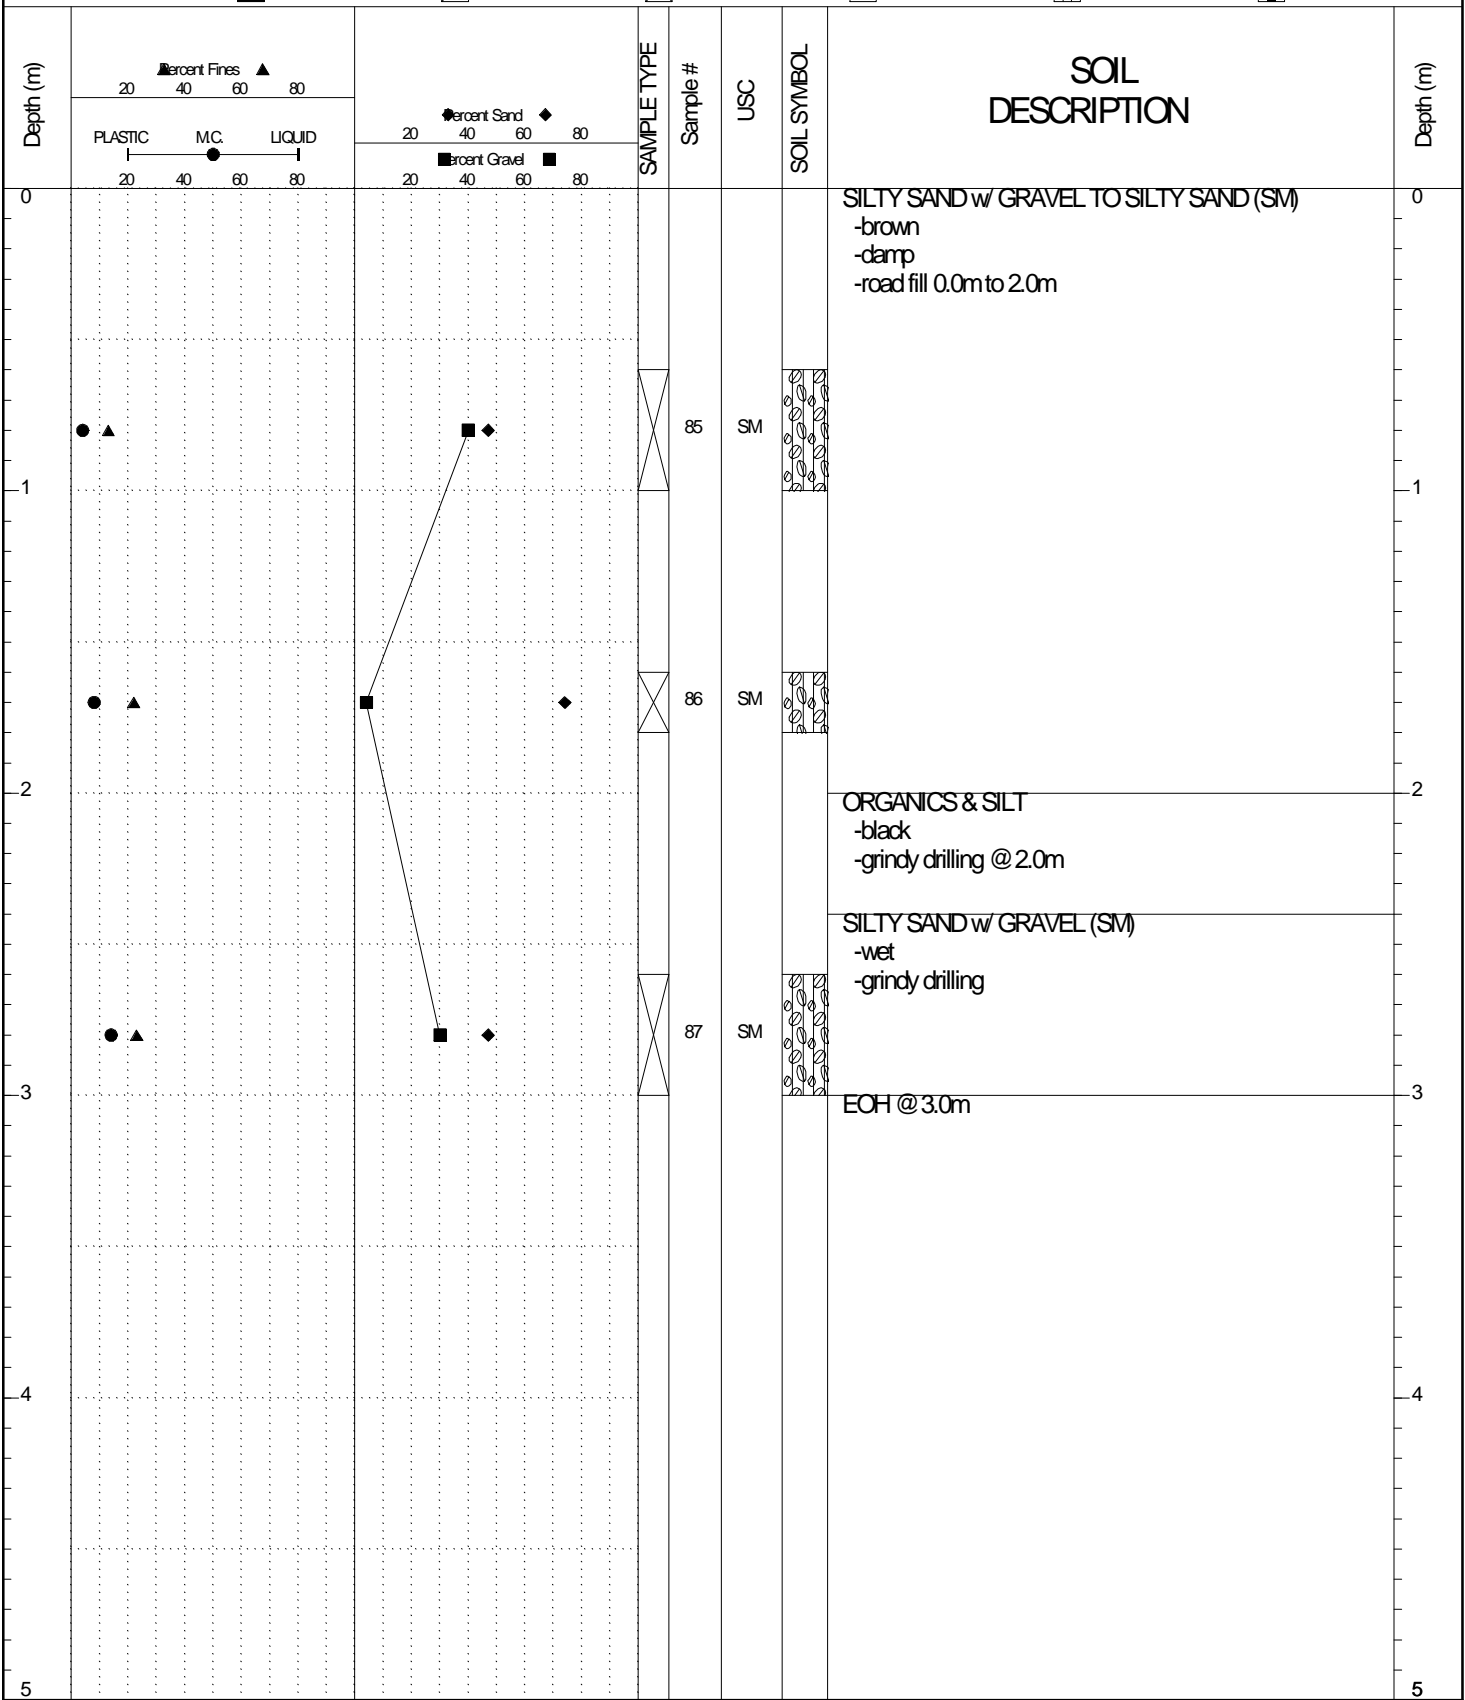 Depth (m)
Percent Fines
20 40 60 80
PLASTIC M.C. LIQUID
20 40 60 80
Percent Sand
20 40 60 80
Percent Gravel
20 40 60 80
SAMPLE TYPE
Sample #
USC
SOIL SYMBOL
SOIL
DESCRIPTION
Depth (m)
0 SILTY SAND w/ GRAVEL TO SILTY SAND (SM) 0
-brown
-damp
-road fill 0.0m to 2.0m
85 SM
1 1
86 SM
2 2
ORGANICS & SILT
-black
-grindy drilling @ 2.0m
SILTY SAND w/ GRAVEL (SM)
-wet
-grindy drilling
87 SM
3 3
EOH @ 3.0m
4 4
5 5